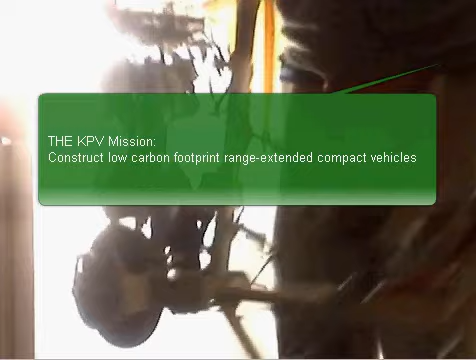 THE KPV Mission:
Construct low carbon footprint range-extended compact vehicles